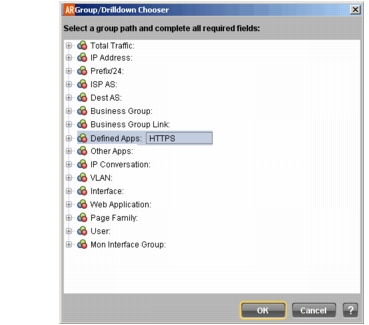 ARGroup/Drilldown Chooser
Select a group path and complete all required fields:
Total Traffic:
IP Address:
Prefix/24:
ISP AS:
Dest AS:
Business Group:
Business Group Link:
Defined Apps: HTTPS
Other Apps:
IP Conversation:
VLAN:
Interface:
Web Application:
Page Family:
User:
Mon Interface Group:
OK Cancel ?